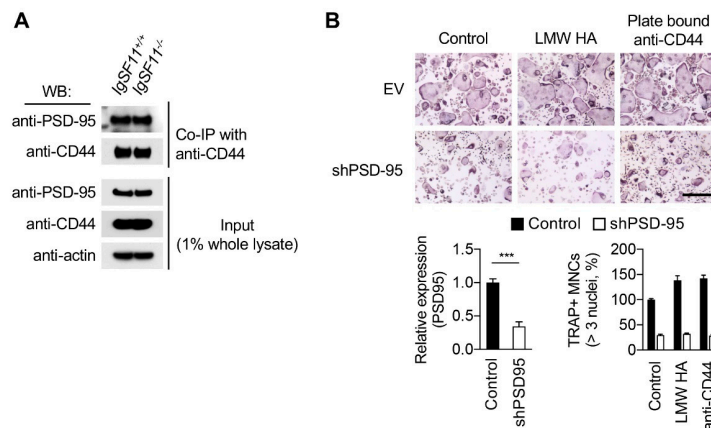 A
IgSF11+/+
IgSF11-/-
WB:
anti-PSD-95
anti-CD44
Co-IP with
anti-CD44
anti-PSD-95
anti-CD44
anti-actin
Input
(1% whole lysate)
B
Control
LMW HA
Plate bound
anti-CD44
EV
shPSD-95
Control
shPSD-95
Relative expression
(PSD95)
1.5
1.0
0.5
0.0
***
Control
shPSD95
TRAP+ MNCs
(> 3 nuclei, %)
200
150
100
50
0
Control
LMW HA
anti-CD44